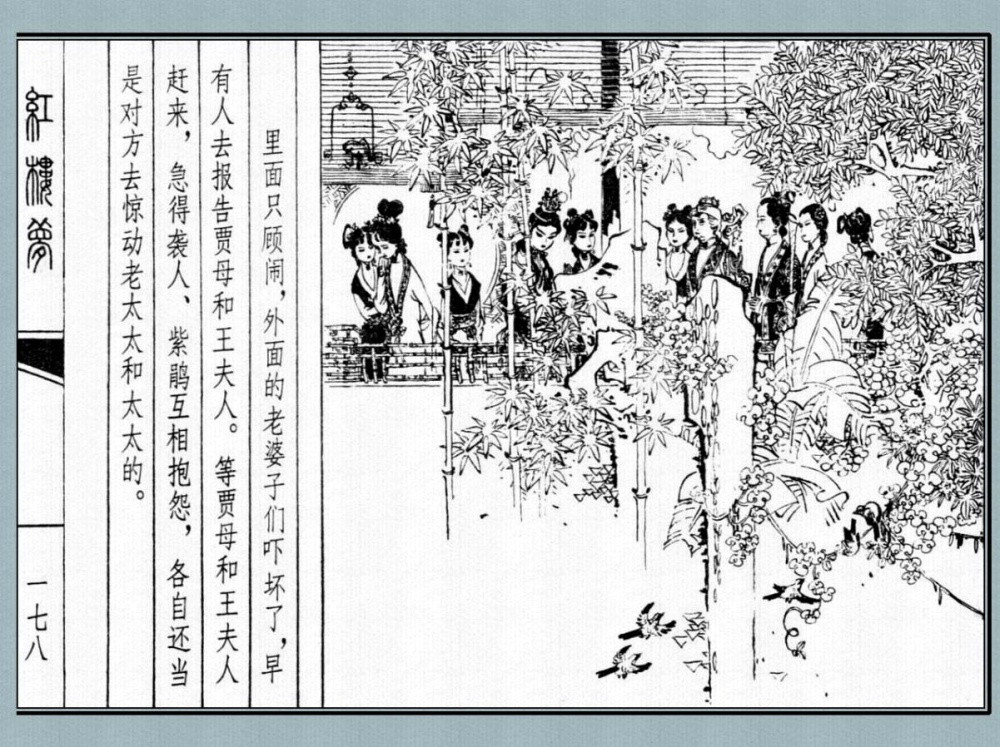 里面只顾闹，外面的老婆子们吓坏了，早
有人去报告贾母和王夫人。等贾母和王夫人
赶来，急得袭人、紫鹃互相抱怨，各自还当
是对方去惊动老太太和太太的。
红楼梦
一七八